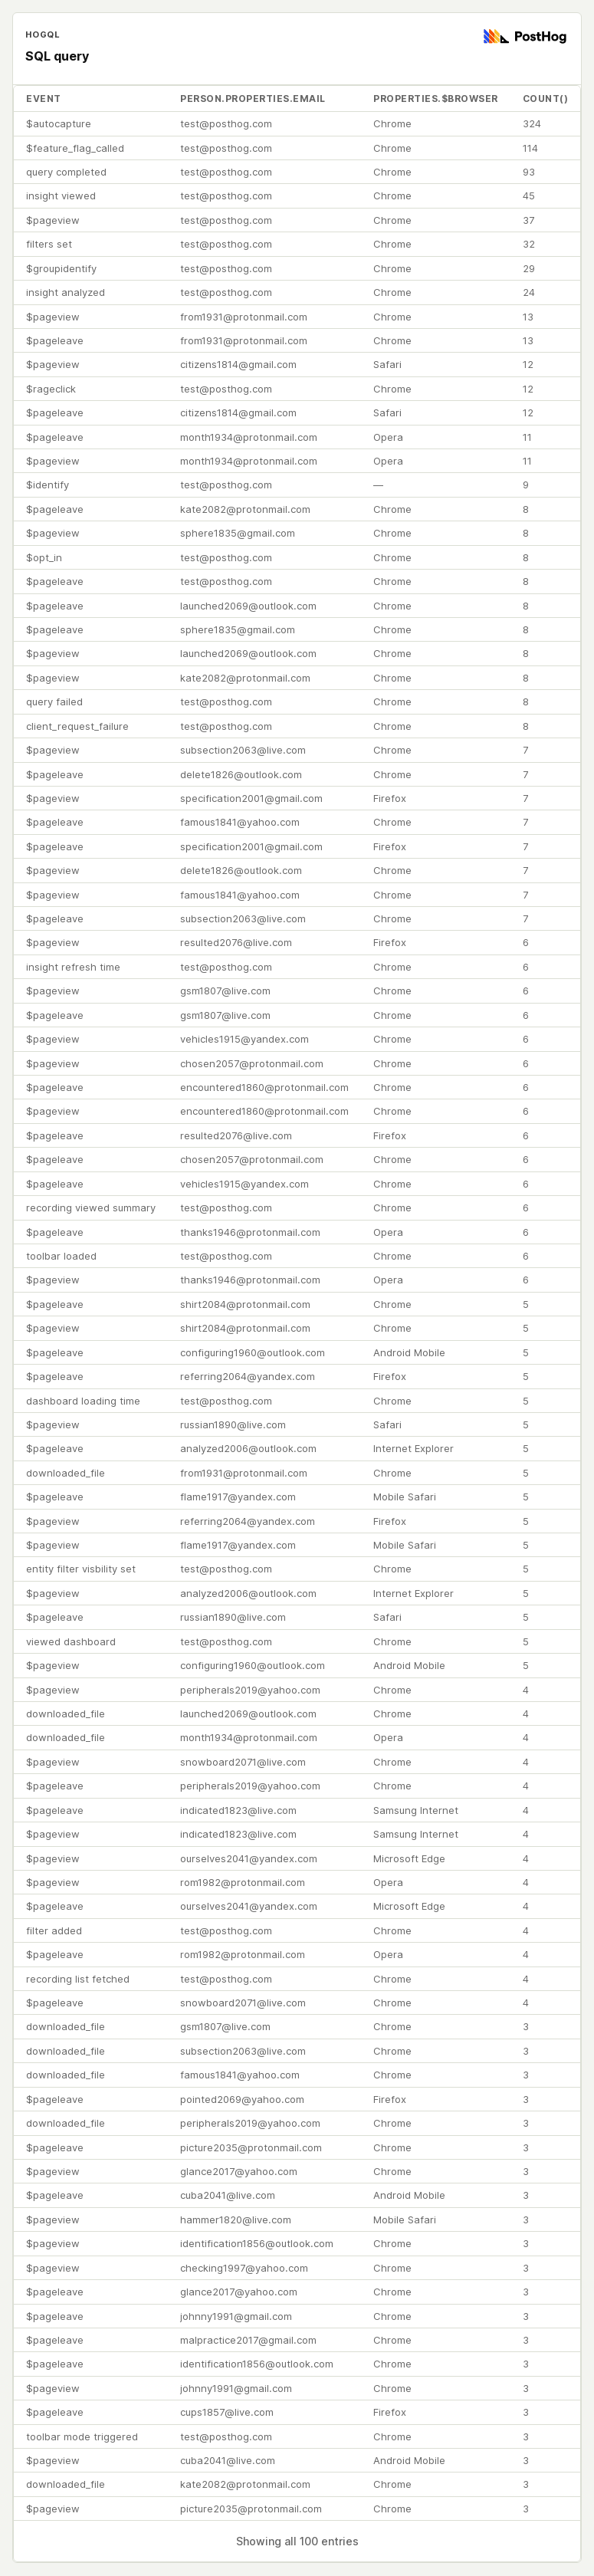 HOGQL
PostHog
SQL query
EVENT PERSON.PROPERTIES.EMAIL PROPERTIES.$BROWSER COUNT()
$autocapture test@posthog.com Chrome 324
$feature_flag_called test@posthog.com Chrome 114
query completed test@posthog.com Chrome 93
insight viewed test@posthog.com Chrome 45
$pageview test@posthog.com Chrome 37
filters set test@posthog.com Chrome 32
$groupidentify test@posthog.com Chrome 29
insight analyzed test@posthog.com Chrome 24
$pageview from1931@protonmail.com Chrome 13
$pageleave from1931@protonmail.com Chrome 13
$pageview citizens1814@gmail.com Safari 12
$rageclick test@posthog.com Chrome 12
$pageleave citizens1814@gmail.com Safari 12
$pageleave month1934@protonmail.com Opera 11
$pageview month1934@protonmail.com Opera 11
$identify test@posthog.com — 9
$pageleave kate2082@protonmail.com Chrome 8
$pageview sphere1835@gmail.com Chrome 8
$opt_in test@posthog.com Chrome 8
$pageleave test@posthog.com Chrome 8
$pageleave launched2069@outlook.com Chrome 8
$pageleave sphere1835@gmail.com Chrome 8
$pageview launched2069@outlook.com Chrome 8
$pageview kate2082@protonmail.com Chrome 8
query failed test@posthog.com Chrome 8
client_request_failure test@posthog.com Chrome 8
$pageview subsection2063@live.com Chrome 7
$pageleave delete1826@outlook.com Chrome 7
$pageview specification2001@gmail.com Firefox 7
$pageleave famous1841@yahoo.com Chrome 7
$pageleave specification2001@gmail.com Firefox 7
$pageview delete1826@outlook.com Chrome 7
$pageview famous1841@yahoo.com Chrome 7
$pageleave subsection2063@live.com Chrome 7
$pageview resulted2076@live.com Firefox 6
insight refresh time test@posthog.com Chrome 6
$pageview gsm1807@live.com Chrome 6
$pageleave gsm1807@live.com Chrome 6
$pageview vehicles1915@yandex.com Chrome 6
$pageview chosen2057@protonmail.com Chrome 6
$pageleave encountered1860@protonmail.com Chrome 6
$pageview encountered1860@protonmail.com Chrome 6
$pageleave resulted2076@live.com Firefox 6
$pageleave chosen2057@protonmail.com Chrome 6
$pageleave vehicles1915@yandex.com Chrome 6
recording viewed summary test@posthog.com Chrome 6
$pageleave thanks1946@protonmail.com Opera 6
toolbar loaded test@posthog.com Chrome 6
$pageview thanks1946@protonmail.com Opera 6
$pageleave shirt2084@protonmail.com Chrome 5
$pageview shirt2084@protonmail.com Chrome 5
$pageleave configuring1960@outlook.com Android Mobile 5
$pageleave referring2064@yandex.com Firefox 5
dashboard loading time test@posthog.com Chrome 5
$pageview russian1890@live.com Safari 5
$pageleave analyzed2006@outlook.com Internet Explorer 5
downloaded_file from1931@protonmail.com Chrome 5
$pageleave flame1917@yandex.com Mobile Safari 5
$pageview referring2064@yandex.com Firefox 5
$pageview flame1917@yandex.com Mobile Safari 5
entity filter visbility set test@posthog.com Chrome 5
$pageview analyzed2006@outlook.com Internet Explorer 5
$pageleave russian1890@live.com Safari 5
viewed dashboard test@posthog.com Chrome 5
$pageview configuring1960@outlook.com Android Mobile 5
$pageview peripherals2019@yahoo.com Chrome 4
downloaded_file launched2069@outlook.com Chrome 4
downloaded_file month1934@protonmail.com Opera 4
$pageview snowboard2071@live.com Chrome 4
$pageleave peripherals2019@yahoo.com Chrome 4
$pageleave indicated1823@live.com Samsung Internet 4
$pageview indicated1823@live.com Samsung Internet 4
$pageview ourselves2041@yandex.com Microsoft Edge 4
$pageview rom1982@protonmail.com Opera 4
$pageleave ourselves2041@yandex.com Microsoft Edge 4
filter added test@posthog.com Chrome 4
$pageleave rom1982@protonmail.com Opera 4
recording list fetched test@posthog.com Chrome 4
$pageleave snowboard2071@live.com Chrome 4
downloaded_file gsm1807@live.com Chrome 3
downloaded_file subsection2063@live.com Chrome 3
downloaded_file famous1841@yahoo.com Chrome 3
$pageleave pointed2069@yahoo.com Firefox 3
downloaded_file peripherals2019@yahoo.com Chrome 3
$pageleave picture2035@protonmail.com Chrome 3
$pageview glance2017@yahoo.com Chrome 3
$pageleave cuba2041@live.com Android Mobile 3
$pageview hammer1820@live.com Mobile Safari 3
$pageview identification1856@outlook.com Chrome 3
$pageview checking1997@yahoo.com Chrome 3
$pageleave glance2017@yahoo.com Chrome 3
$pageleave johnny1991@gmail.com Chrome 3
$pageleave malpractice2017@gmail.com Chrome 3
$pageleave identification1856@outlook.com Chrome 3
$pageview johnny1991@gmail.com Chrome 3
$pageleave cups1857@live.com Firefox 3
toolbar mode triggered test@posthog.com Chrome 3
$pageview cuba2041@live.com Android Mobile 3
downloaded_file kate2082@protonmail.com Chrome 3
$pageview picture2035@protonmail.com Chrome 3
Showing all 100 entries